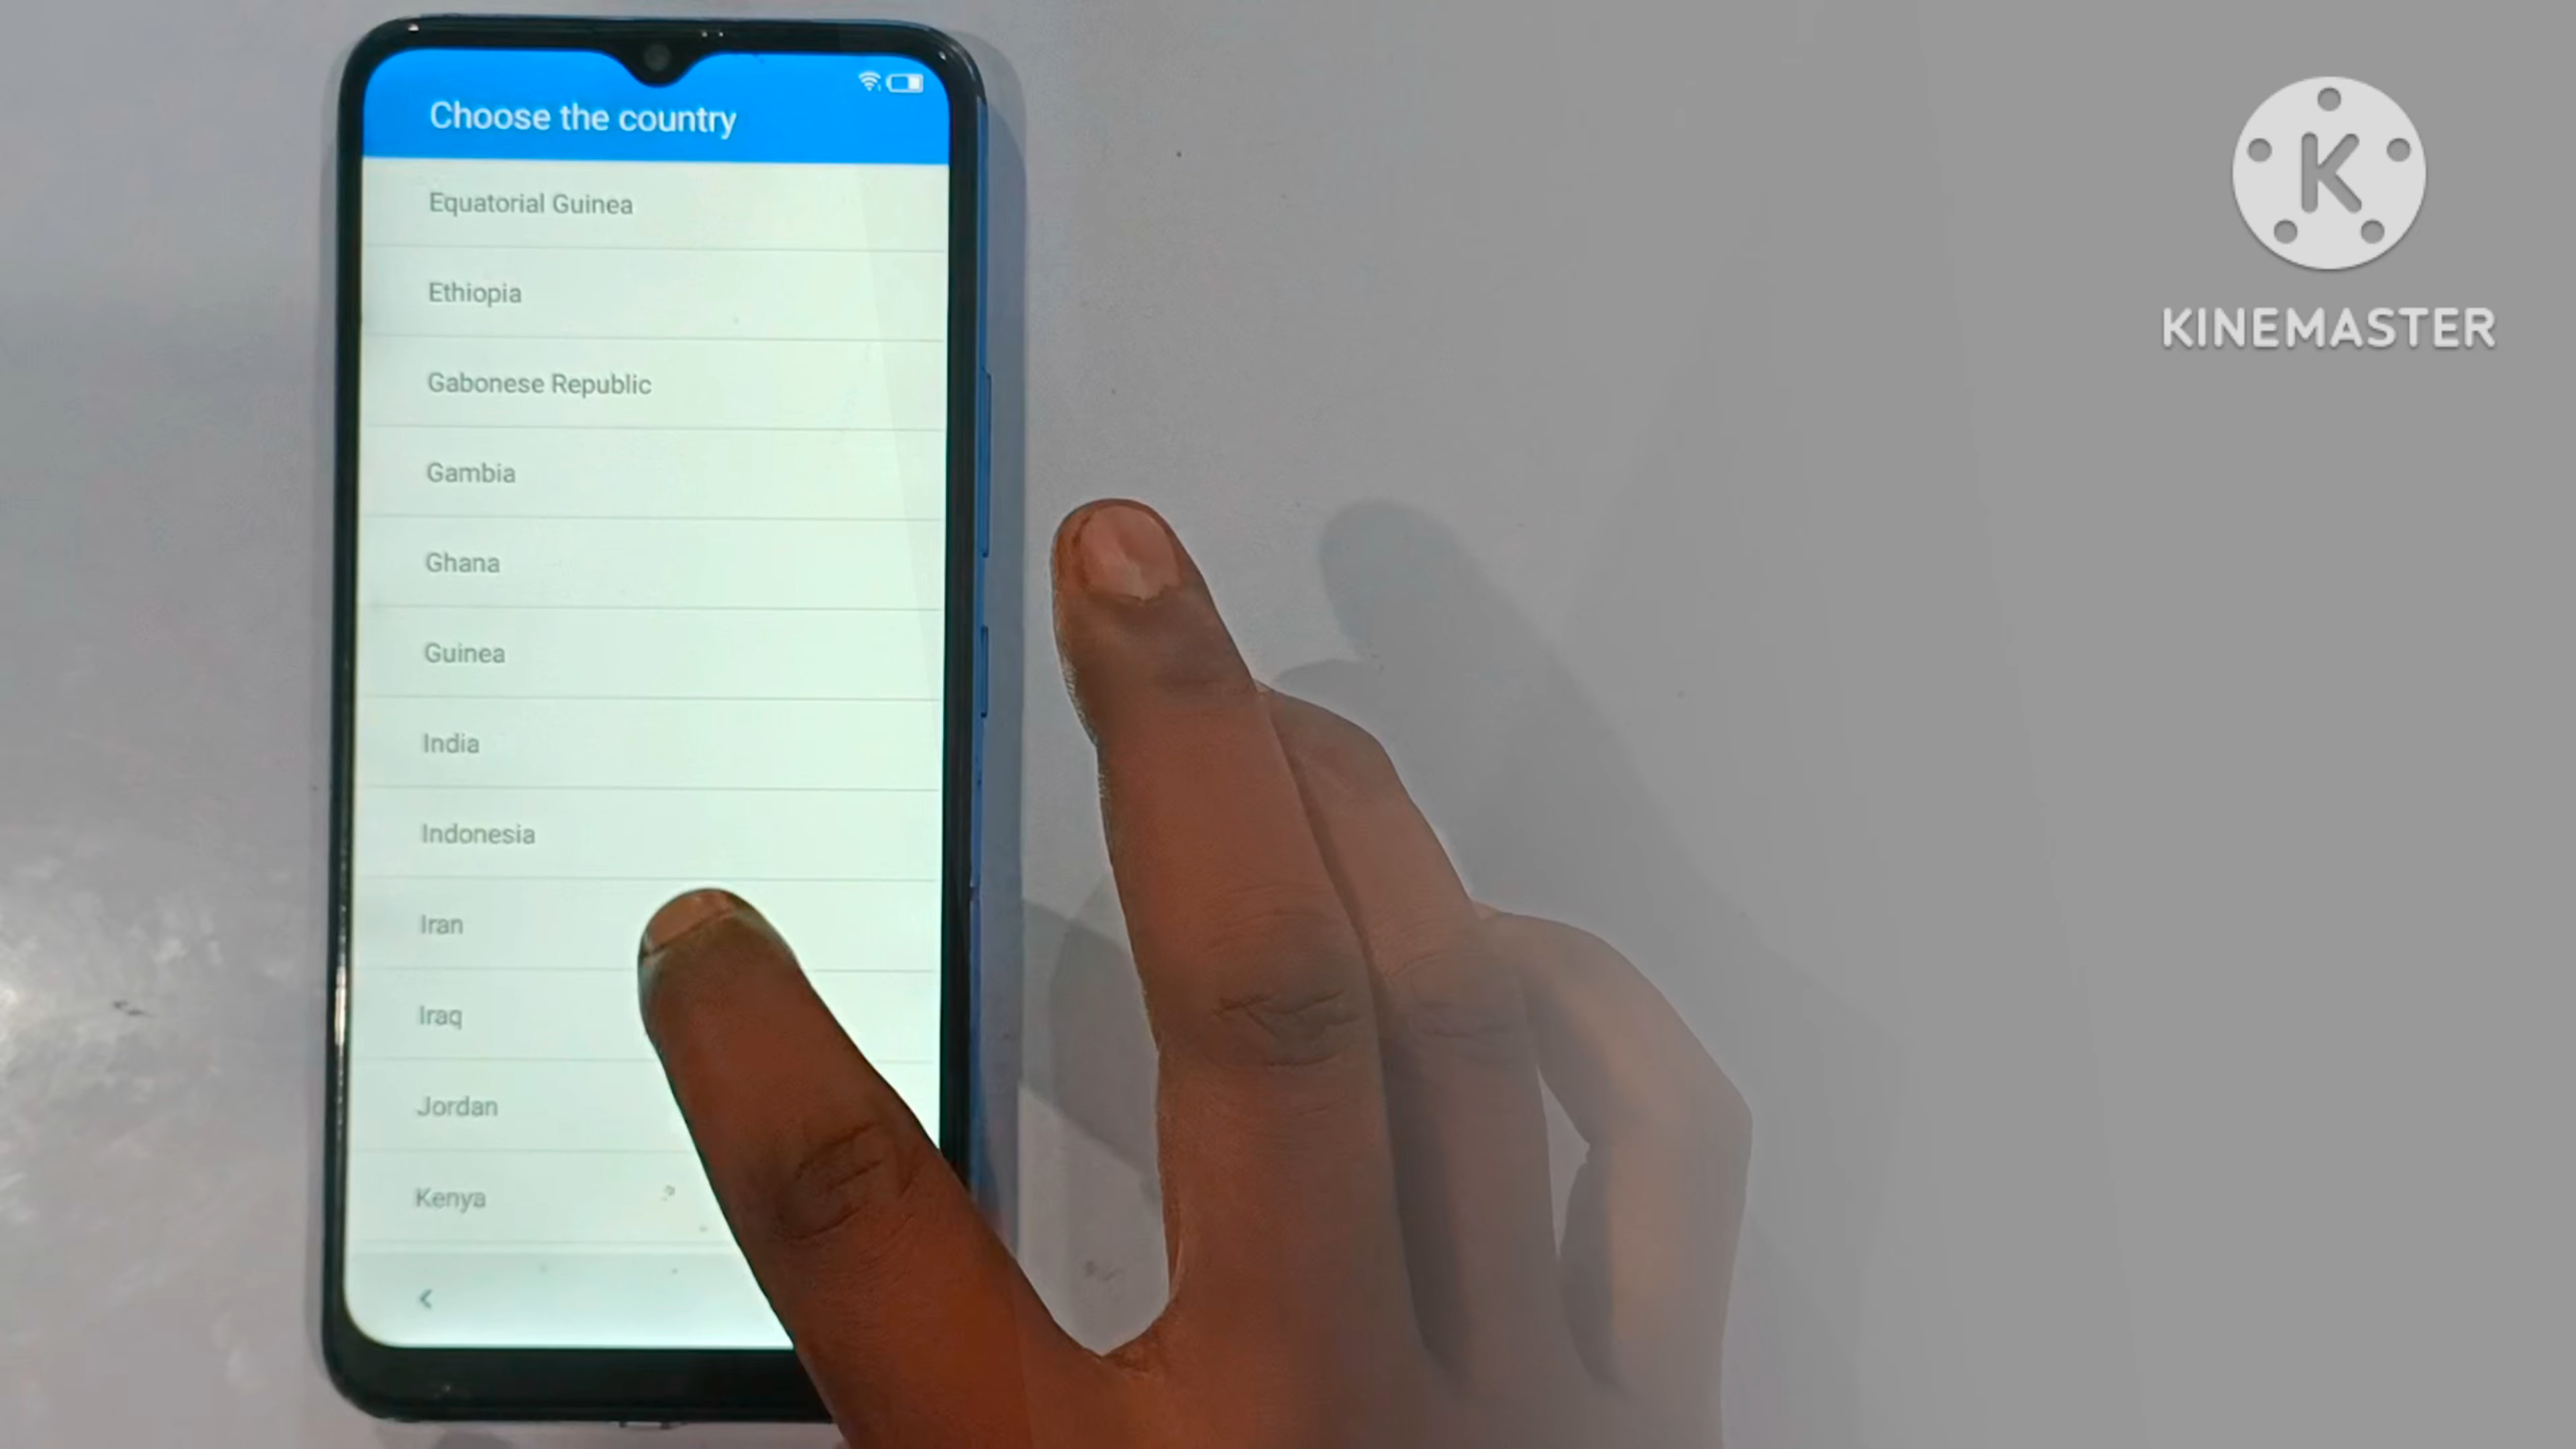 Choose the country
Equatorial Guinea
Ethiopia
Gabonese Republic
Gambia
Ghana
Guinea
India
Indonesia
Iran
Iraq
Jordan
Kenya
K
KINEMASTER